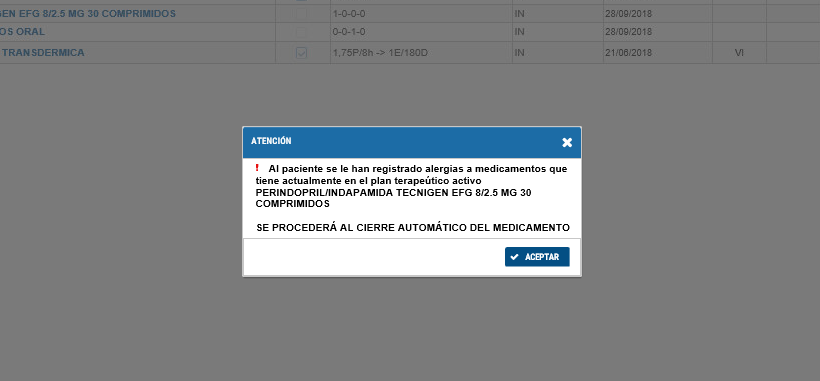 GEN EFG 8/2.5 MG 30 COMPRIMIDOS 1-0-0-0 IN 28/09/2018
OS ORAL 0-0-1-0 IN 28/09/2018
TRANSDERMICA 1,75P/8h -> 1E/180D IN 21/06/2018 VI
ATENCIÓN
! Al paciente se le han registrado alergias a medicamentos que
tiene actualmente en el plan terapeútico activo
PERINDOPRIL/INDAPAMIDA TECNIGEN EFG 8/2.5 MG 30
COMPRIMIDOS
SE PROCEDERÁ AL CIERRE AUTOMÁTICO DEL MEDICAMENTO
ACEPTAR